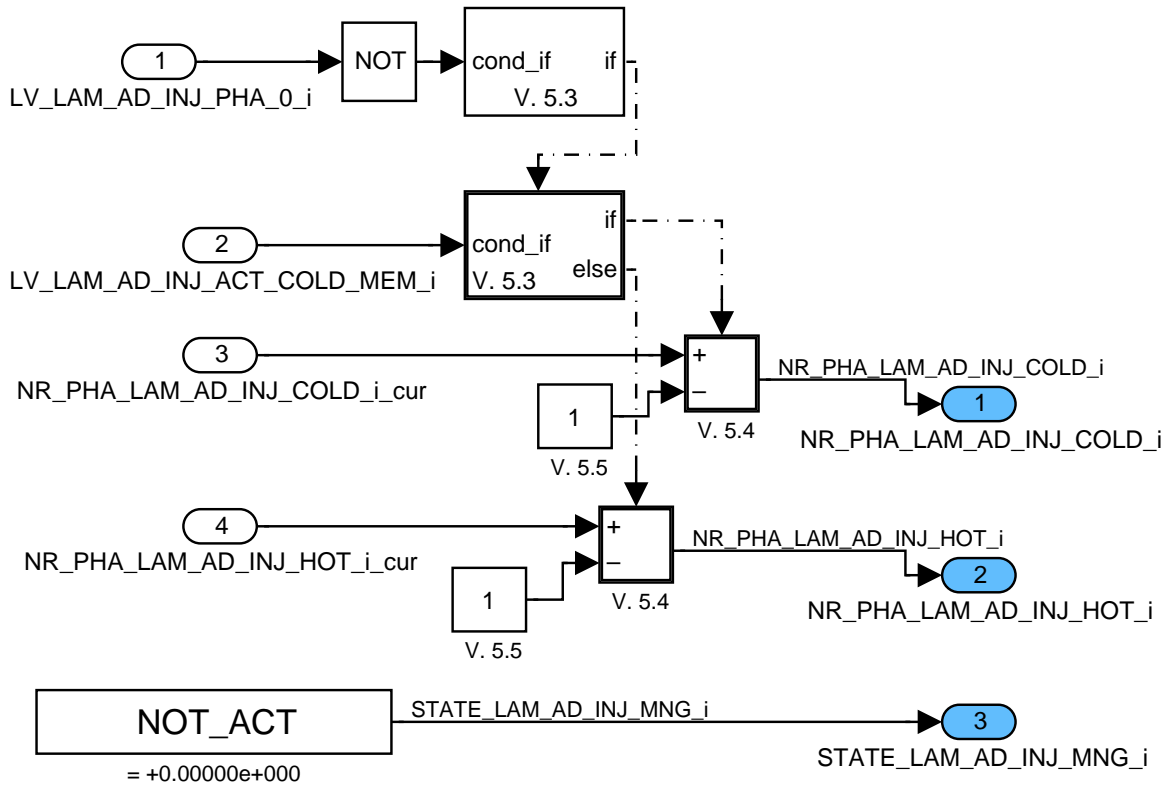 1
NOT
cond_if
if
V. 5.3
LV_LAM_AD_INJ_PHA_0_i
2
cond_if
if
else
V. 5.3
LV_LAM_AD_INJ_ACT_COLD_MEM_i
3
+
–
NR_PHA_LAM_AD_INJ_COLD_i
NR_PHA_LAM_AD_INJ_COLD_i_cur
1
V. 5.5
V. 5.4
1
NR_PHA_LAM_AD_INJ_COLD_i
4
+
–
NR_PHA_LAM_AD_INJ_HOT_i
NR_PHA_LAM_AD_INJ_HOT_i_cur
1
V. 5.5
V. 5.4
2
NR_PHA_LAM_AD_INJ_HOT_i
NOT_ACT
= +0.00000e+000
STATE_LAM_AD_INJ_MNG_i
3
STATE_LAM_AD_INJ_MNG_i